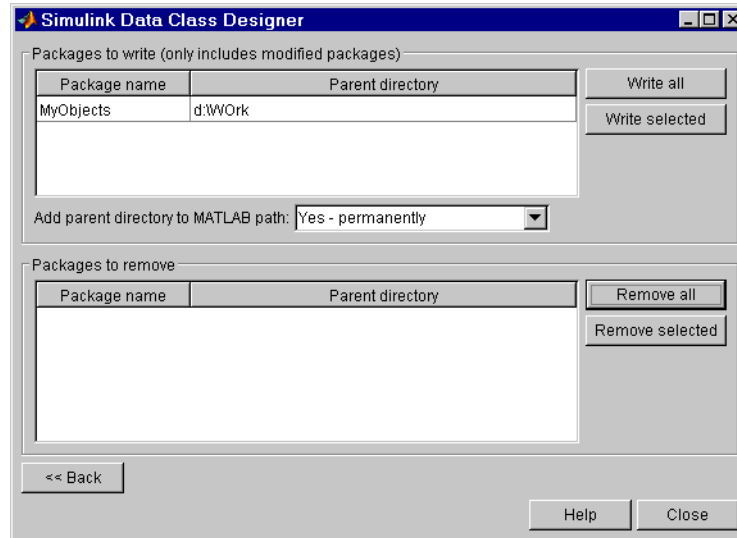 Simulink Data Class Designer
Packages to write (only includes modified packages)
Package name Parent directory
MyObjects d:\WOrk
Write all
Write selected
Add parent directory to MATLAB path: Yes - permanently
Packages to remove
Package name Parent directory
Remove all
Remove selected
<< Back
Help Close